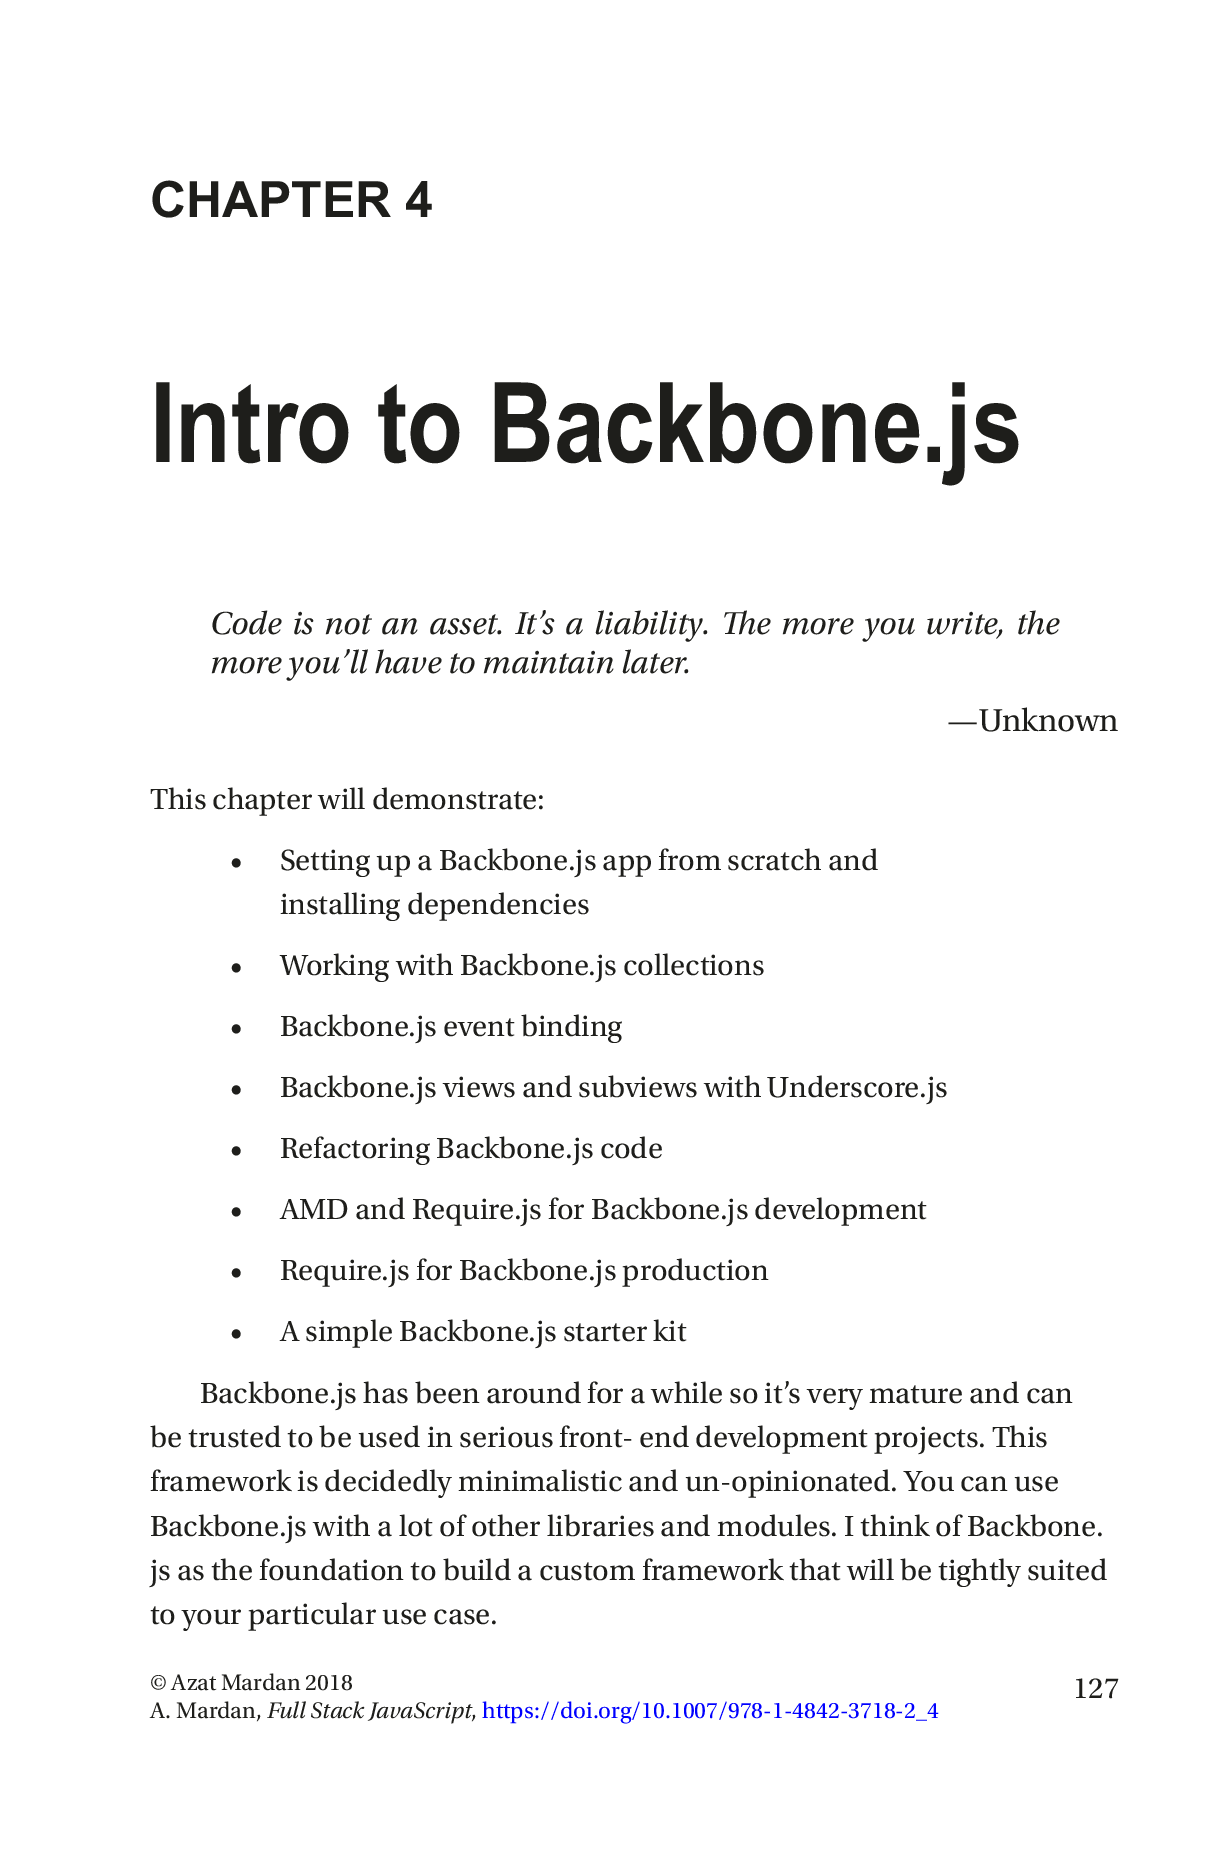 CHAPTER 4
Intro to Backbone.js
Code is not an asset. It’s a liability. The more you write, the
more you’ll have to maintain later.
—Unknown
This chapter will demonstrate:
• Setting up a Backbone.js app from scratch and
installing dependencies
• Working with Backbone.js collections
• Backbone.js event binding
• Backbone.js views and subviews with Underscore.js
• Refactoring Backbone.js code
• AMD and Require.js for Backbone.js development
• Require.js for Backbone.js production
• A simple Backbone.js starter kit
Backbone.js has been around for a while so it’s very mature and can
be trusted to be used in serious front- end development projects. This
framework is decidedly minimalistic and un-opinionated. You can use
Backbone.js with a lot of other libraries and modules. I think of Backbone.
js as the foundation to build a custom framework that will be tightly suited
to your particular use case.
© Azat Mardan 2018
A. Mardan, Full Stack JavaScript, https://doi.org/10.1007/978-1-4842-3718-2_4
127